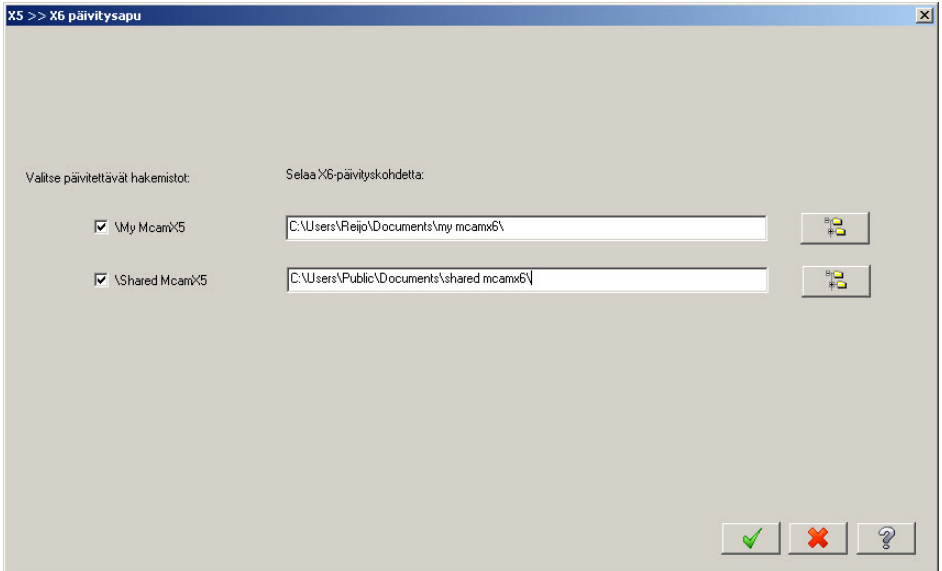 X5 >> X6 päivitysapu
Valitse päivitettävät hakemistot:
Selaa X6-päivityskohdetta:
\My McamX5
C:\Users\Reijo\Documents\my mcamx6\
\Shared McamX5
C:\Users\Public\Documents\shared mcamx6\